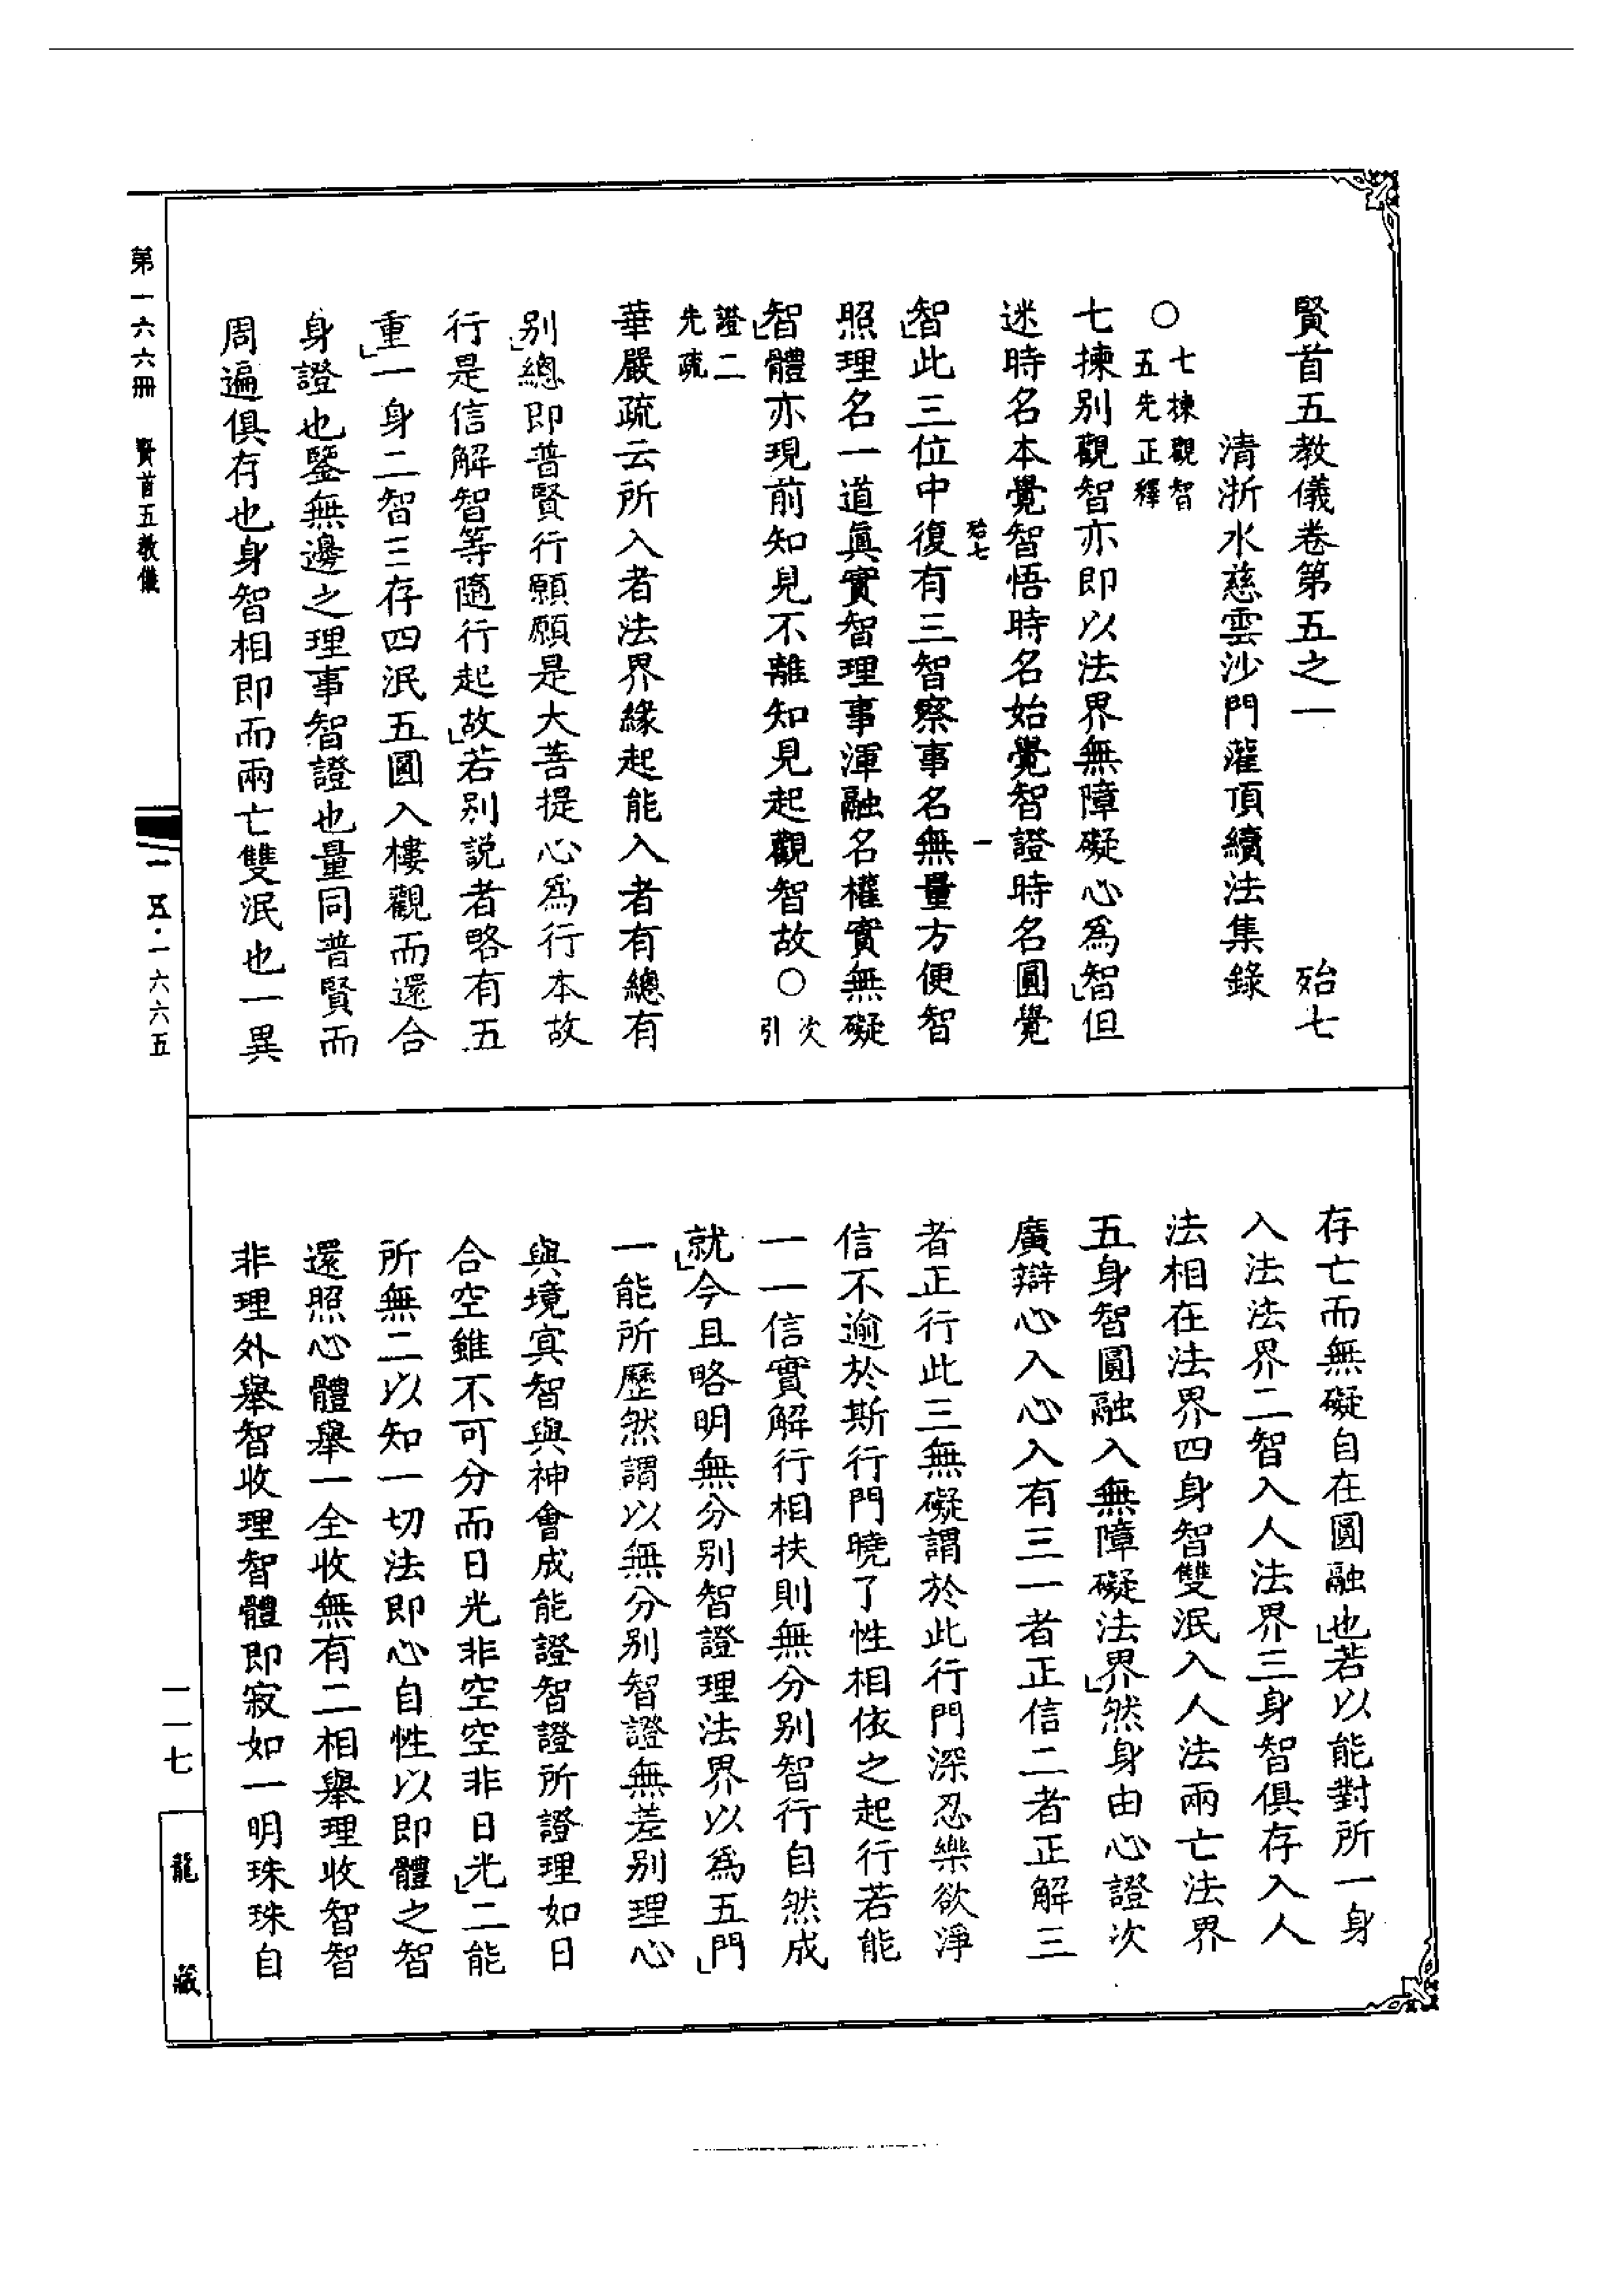 賢首五教儀卷第五之一　殆七
清浙水慈雲沙門灌頂續法集錄
○七揀觀智
五先正釋
七揀別觀智亦即以法界無障礙心爲智但
迷時名本覺智悟時名始覺智證時名圓覺
殆七　一
智此三位中復有三智察事名無量方便智
照理名一道眞實智理事渾融名權實無礙
智體亦現前知見不離知見起觀智故○次引
證二
先疏
華嚴疏云所入者法界緣起能入者有總有
別總即普賢行願願是大菩提心爲行本故
行是信解智等隨行起故若別說者略有五
重一身二智三存四泯五圓入樓觀而還合
身證也鑒無邊之理事智證也量同普賢而
周遍俱存也身智相即而兩亡雙泯也一異
存亡而無礙自在圓融也若以能對所一身
入法法界二智入人法界三身智俱存入人
法相在法界四身智雙泯入人法兩亡法界
五身智圓融入無障礙法界然身由心證次
廣辯心入心入有三一者正信二者正解三
者正行此三無礙謂於此行門深忍樂欲淨
信不逾於斯行門曉了性相依之起行若能
一一信實解行相扶則無分別智行自然成
就今且略明無分別智證理法界以爲五門
一能所歷然謂以無分別智證無差別理心
與境冥智與神會成能證智證所證理如日
合空雖不可分而日光非空空非日光二能
所無二以知一切法即心自性以即體之智
還照心體舉一全收無有二相舉理收智智
非理外舉智收理智體即寂如一明珠珠自
第一六六冊　賢首五教儀
一五·一六六五
一一七
龍藏